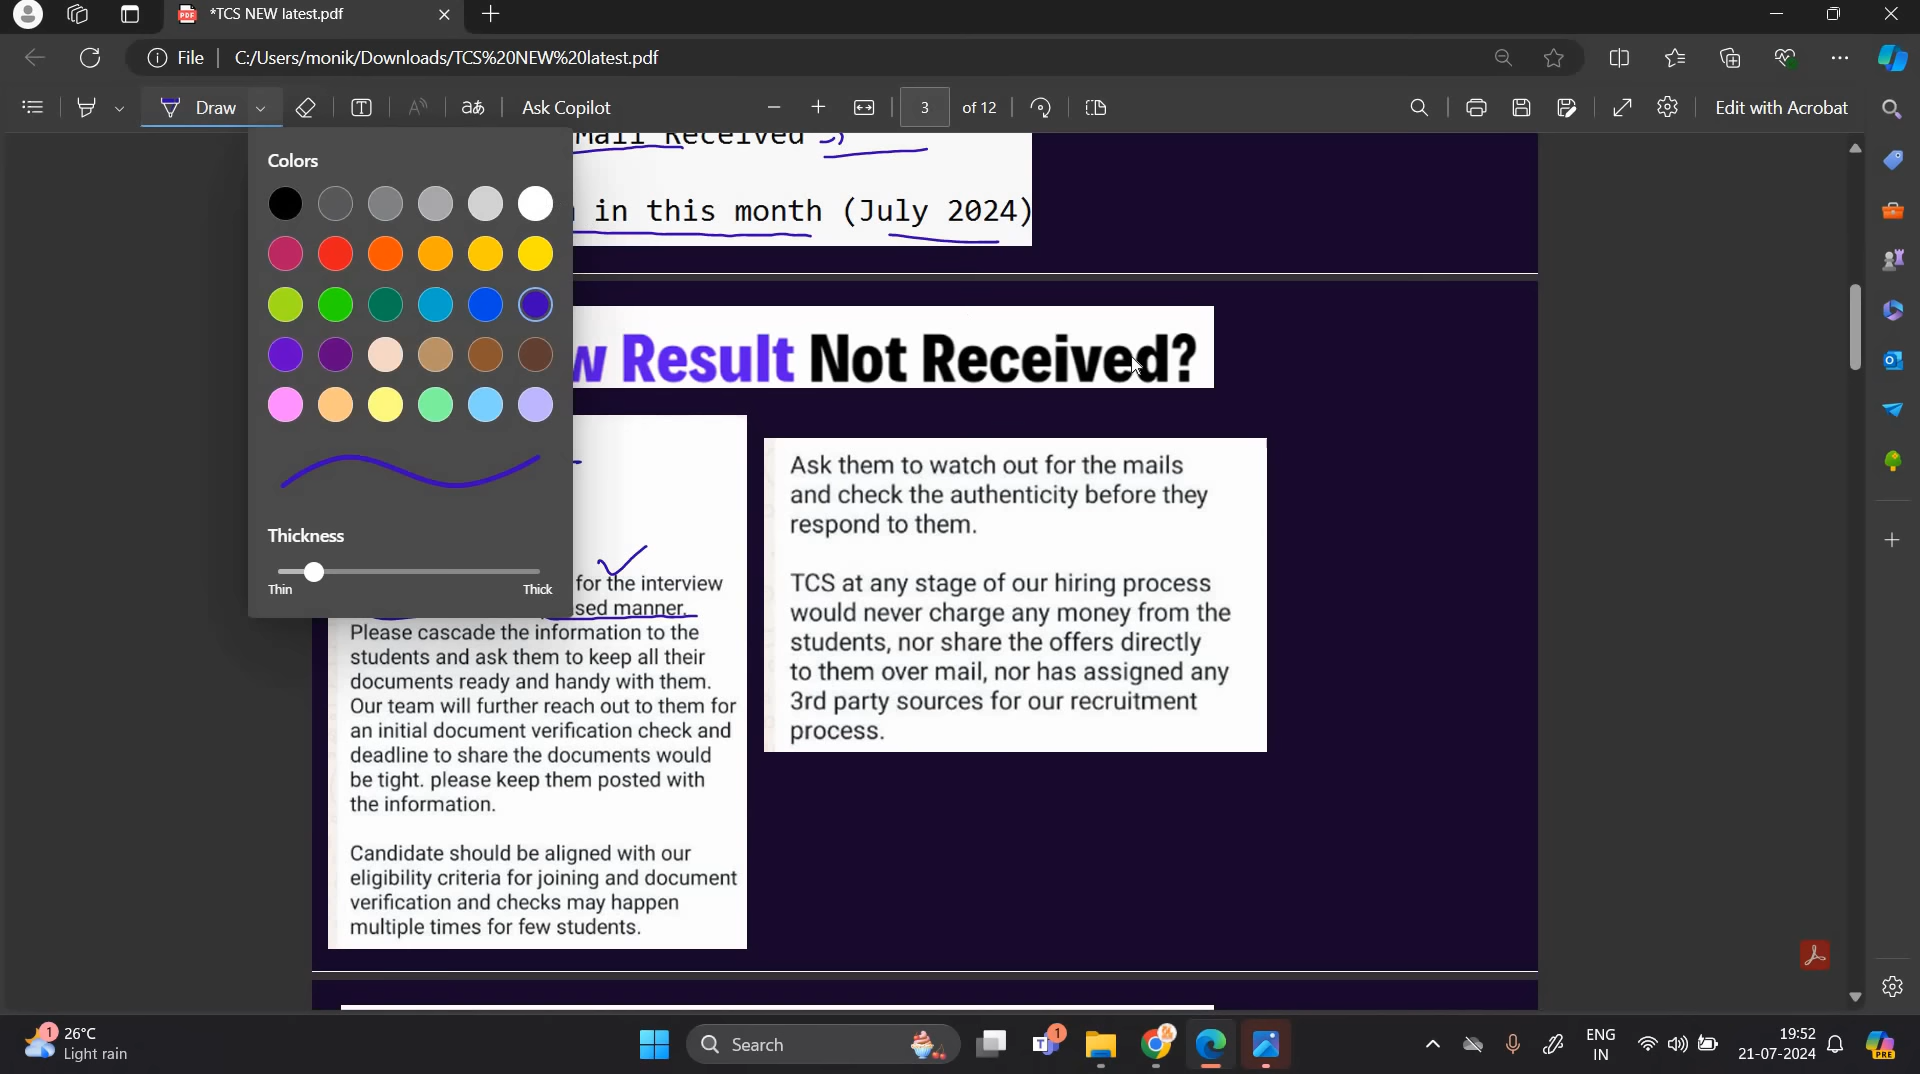 *TCS NEW latest.pdf
File
C:/Users/monik/Downloads/TCS%20NEW%20latest.pdf
Draw
aあ
Ask Copilot
3
of 12
Edit with Acrobat
Colors
Thickness
Thin
Thick
Mail Received
in this month (July 2024)
Result Not Received?
for the interview
manner.
Please cascade the information to the
students and ask them to keep all their
documents ready and handy with them.
Our team will further reach out to them for
an initial document verification check and
deadline to share the documents would
be tight. please keep them posted with
the information.
Candidate should be aligned with our
eligibility criteria for joining and document
verification and checks may happen
multiple times for few students.
Ask them to watch out for the mails
and check the authenticity before they
respond to them.
TCS at any stage of our hiring process
would never charge any money from the
students, nor share the offers directly
to them over mail, nor has assigned any
3rd party sources for our recruitment
process.
1
26°C
Light rain
Search
1
ENG
IN
19:52
21-07-2024
PRE